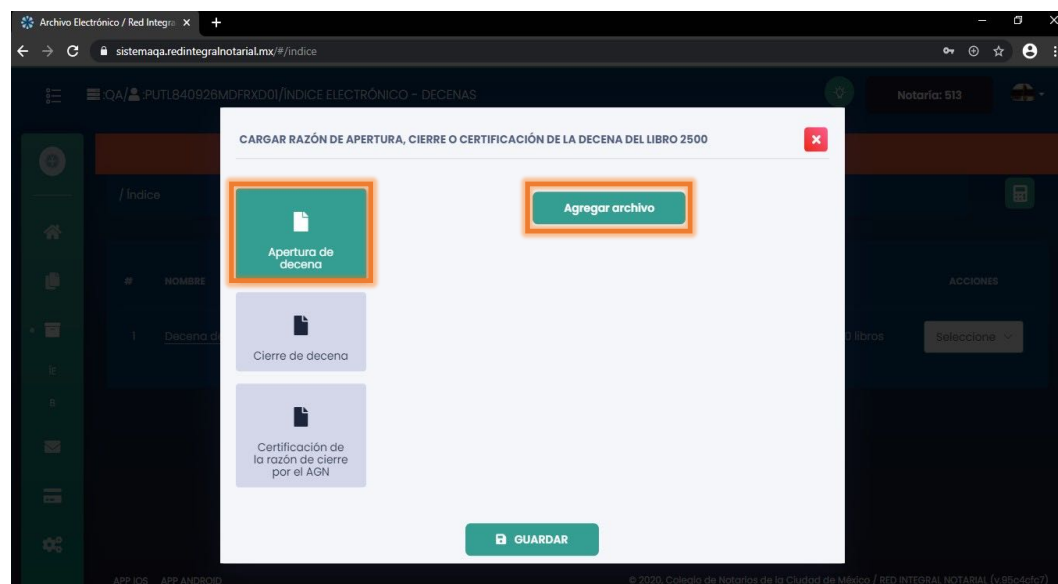 Archivo Electrónico / Red Integra
sistemaqa.redintegralnotarial.mx/#/indice
:QA/ :PUTL840926MDFRXD01/ÍNDICE ELECTRÓNICO - DECENAS
Notaría: 513
CARGAR RAZÓN DE APERTURA, CIERRE O CERTIFICACIÓN DE LA DECENA DEL LIBRO 2500
/ Índice
Agregar archivo
Apertura de
decena
# NOMBRE
ACCIONES
1 Decena de
libros
Seleccione
Cierre de decena
Certificación de
la razón de cierre
por el AGN
GUARDAR
APP IOS APP ANDROID
© 2020, Colegio de Notarios de la Ciudad de México / RED INTEGRAL NOTARIAL (v.95c4cfc7)